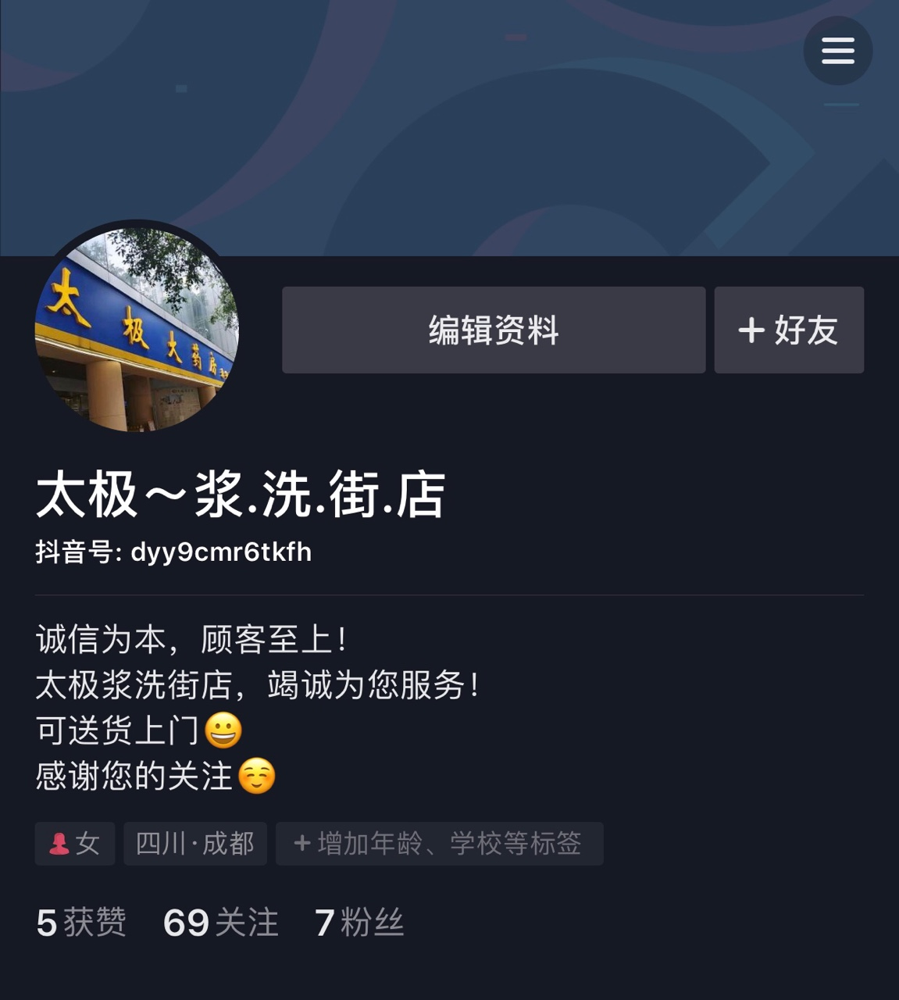 太极大药房
编辑资料
+ 好友
太极～浆.洗.街.店
抖音号: dyy9cmr6tkfh
诚信为本，顾客至上！
太极浆洗街店，竭诚为您服务！
可送货上门😀
感谢您的关注☺️
女
四川·成都
+ 增加年龄、学校等标签
5 获赞 69 关注 7 粉丝